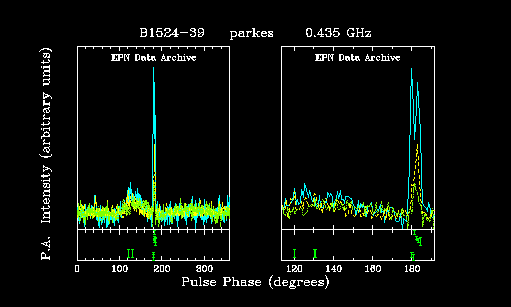 B1524-39 parkes 0.435 GHz
EPN Data Archive EPN Data Archive
P.A. Intensity (arbitrary units)
0 100 200 300 120 140 160 180
Pulse Phase (degrees)